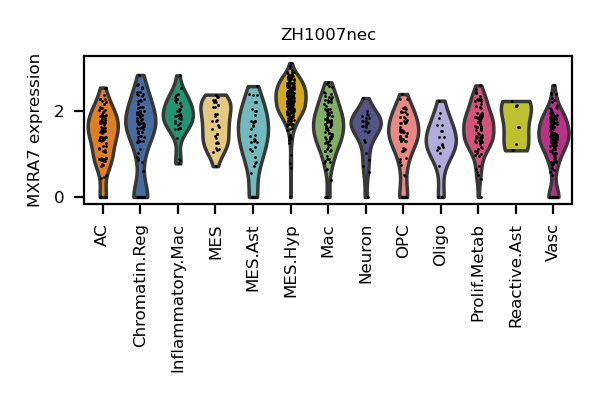 ZH1007nec
MXRA7 expression
2
0
AC
Chromatin.Reg
Inflammatory.Mac
MES
MES.Ast
MES.Hyp
Mac
Neuron
OPC
Oligo
Prolif.Metab
Reactive.Ast
Vasc